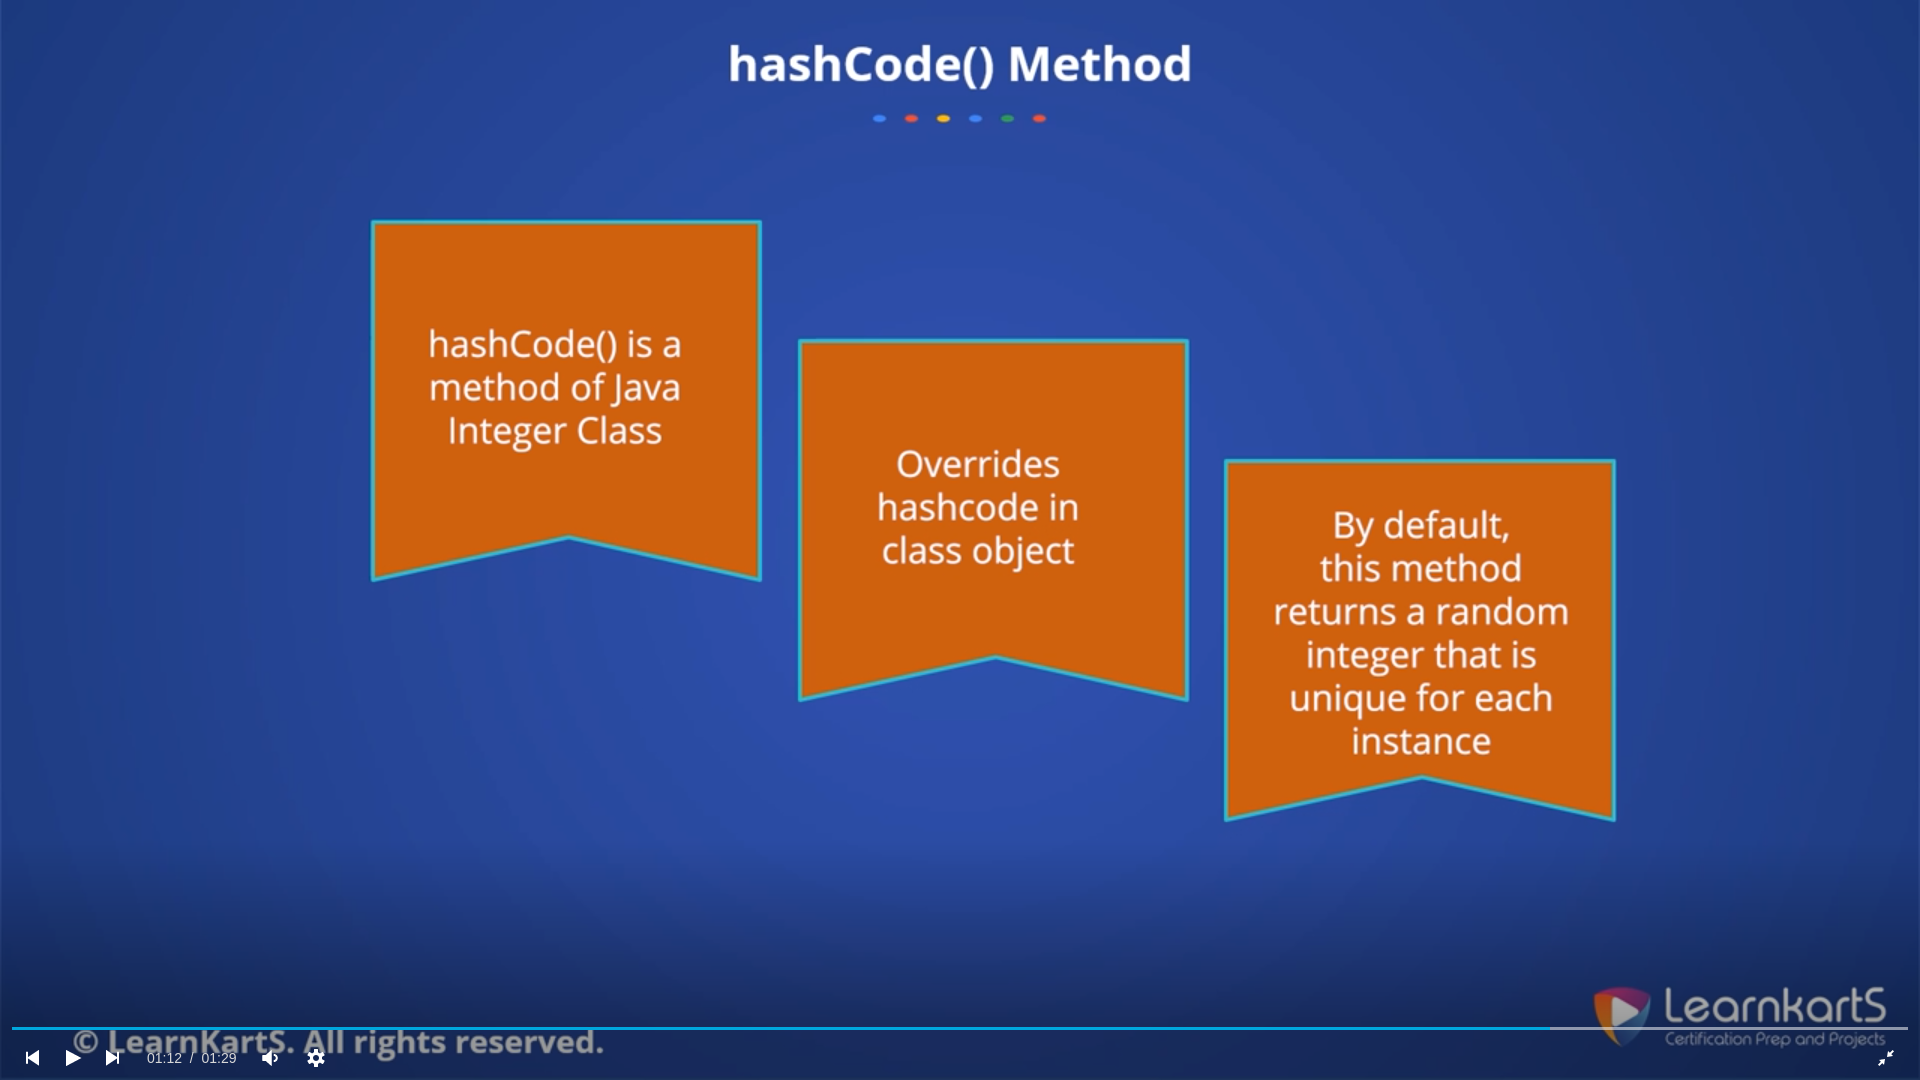 hashCode() Method
hashCode() is a
method of Java
Integer Class
Overrides
hashcode in
class object
By default,
this method
returns a random
integer that is
unique for each
instance
LearnkartS
Certification Prep and Projects
© LearnKartS. All rights reserved.
01:12 / 01:29